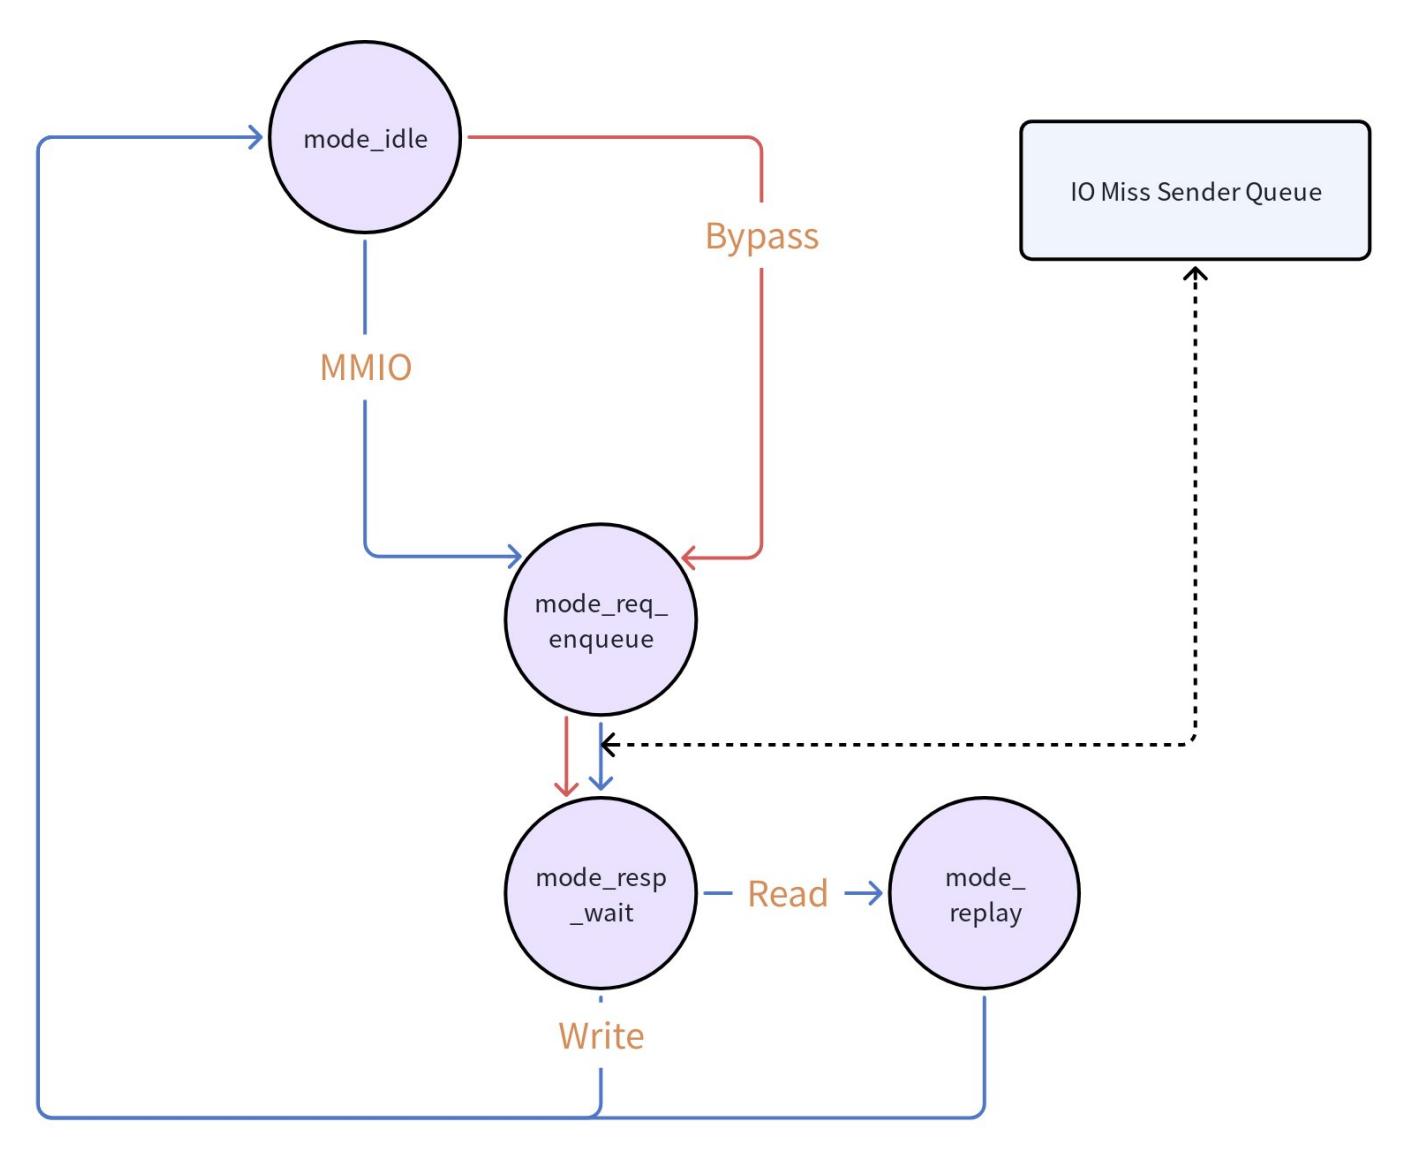 mode_idle
IO Miss Sender Queue
Bypass
MMIO
mode_req_
enqueue
mode_resp
_wait
Read
mode_
replay
Write